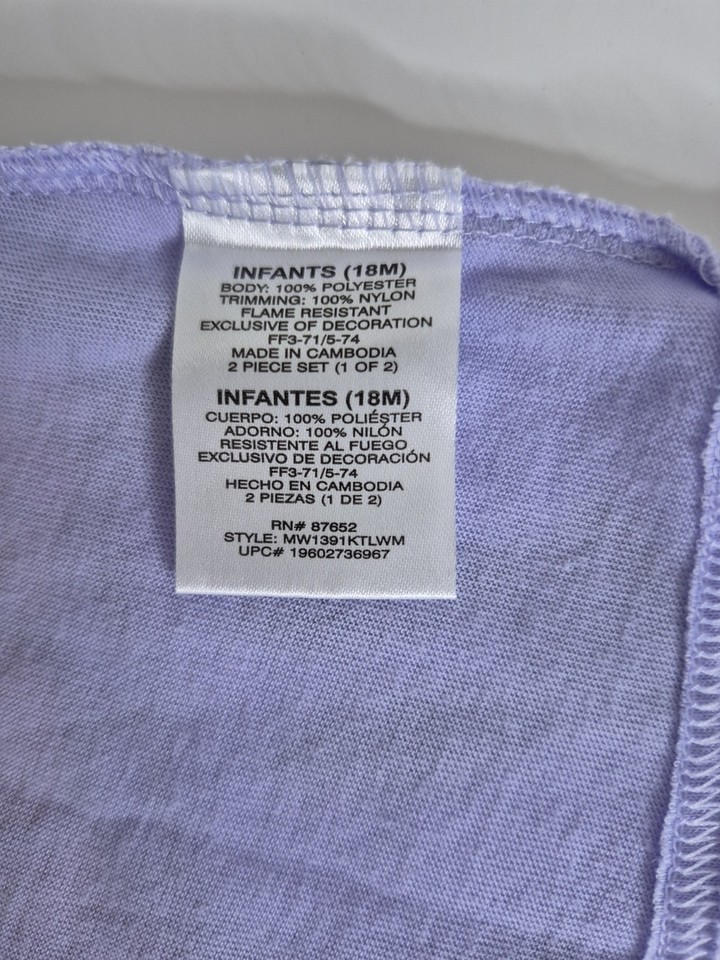 INFANTS (18M)
BODY: 100% POLYESTER
TRIMMING: 100% NYLON
FLAME RESISTANT
EXCLUSIVE OF DECORATION
FF3-71/5-74
MADE IN CAMBODIA
2 PIECE SET (1 OF 2)
INFANTES (18M)
CUERPO: 100% POLIÉSTER
ADORNO: 100% NILÓN
RESISTENTE AL FUEGO
EXCLUSIVO DE DECORACIÓN
FF3-71/5-74
HECHO EN CAMBODIA
2 PIEZAS (1 DE 2)
RN# 87652
STYLE: MW1391KTLWM
UPC# 19602736967